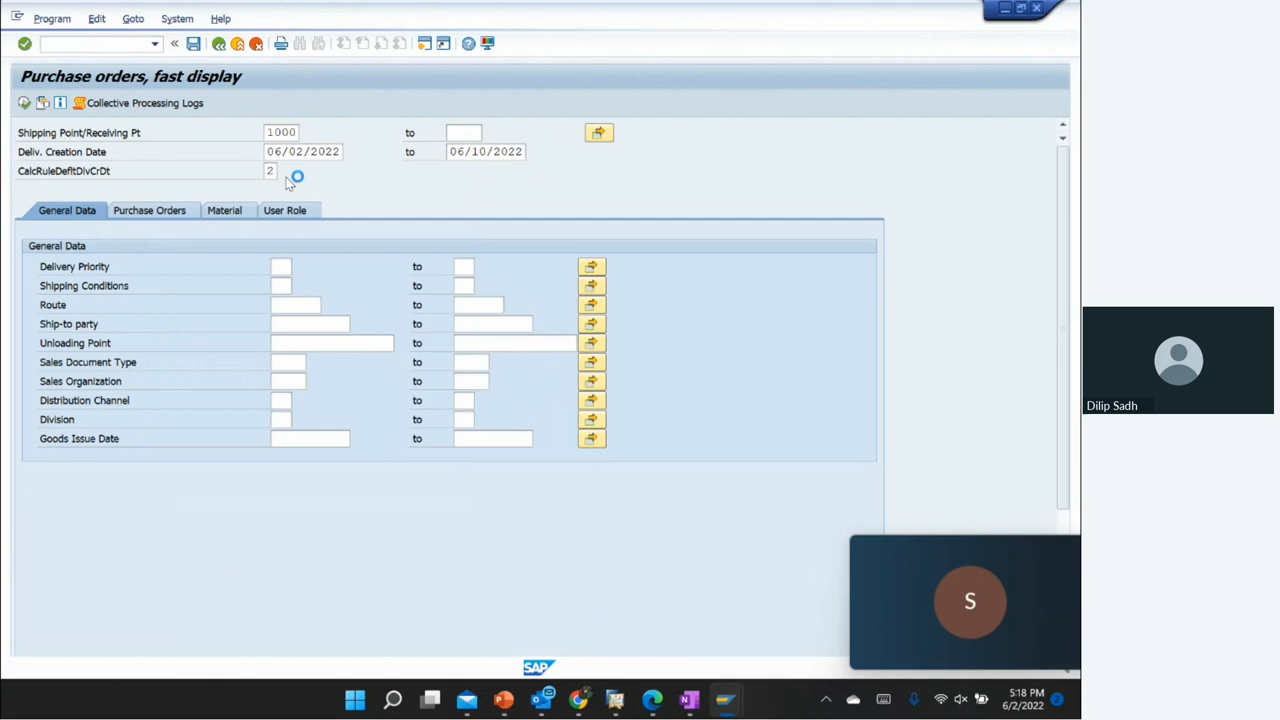 Program Edit Goto System Help
Purchase orders, fast display
Collective Processing Logs
Shipping Point/Receiving Pt 1000 to
Deliv. Creation Date 06/02/2022 to 06/10/2022
CalcRuleDefltDlvCrDt 2
General Data Purchase Orders Material User Role
General Data
Delivery Priority to
Shipping Conditions to
Route to
Ship-to party to
Unloading Point to
Sales Document Type to
Sales Organization to
Distribution Channel to
Division to
Goods Issue Date to
Dilip Sadh
S
SAP
5:18 PM
6/2/2022
2